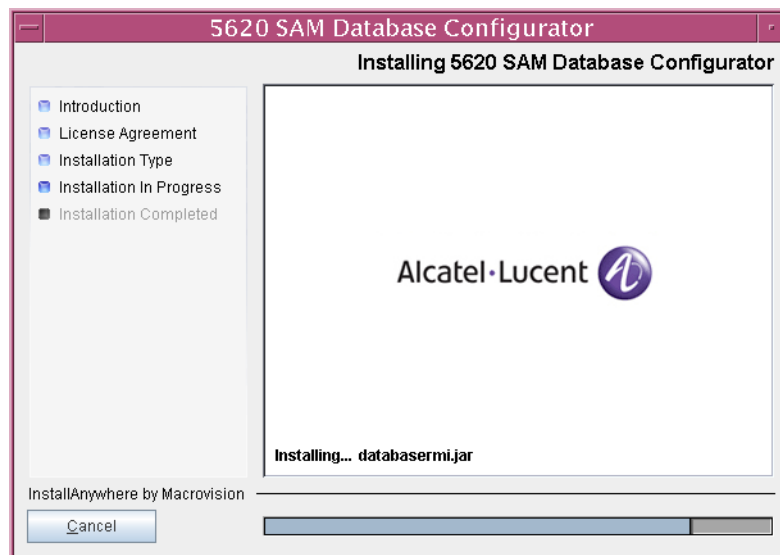 5620 SAM Database Configurator
Installing 5620 SAM Database Configurator
Introduction
License Agreement
Installation Type
Installation In Progress
Installation Completed
Alcatel·Lucent
Installing... databasermi.jar
InstallAnywhere by Macrovision
Cancel